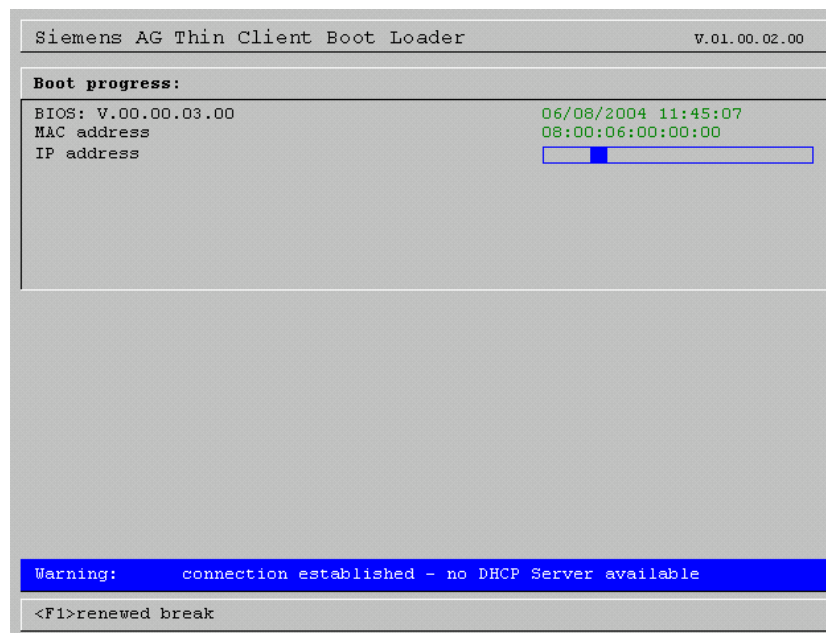 Siemens AG Thin Client Boot Loader V.01.00.02.00
Boot progress:
BIOS: V.00.00.03.00 06/08/2004 11:45:07
MAC address 08:00:06:00:00:00
IP address
Warning: connection established - no DHCP Server available
<F1>renewed break